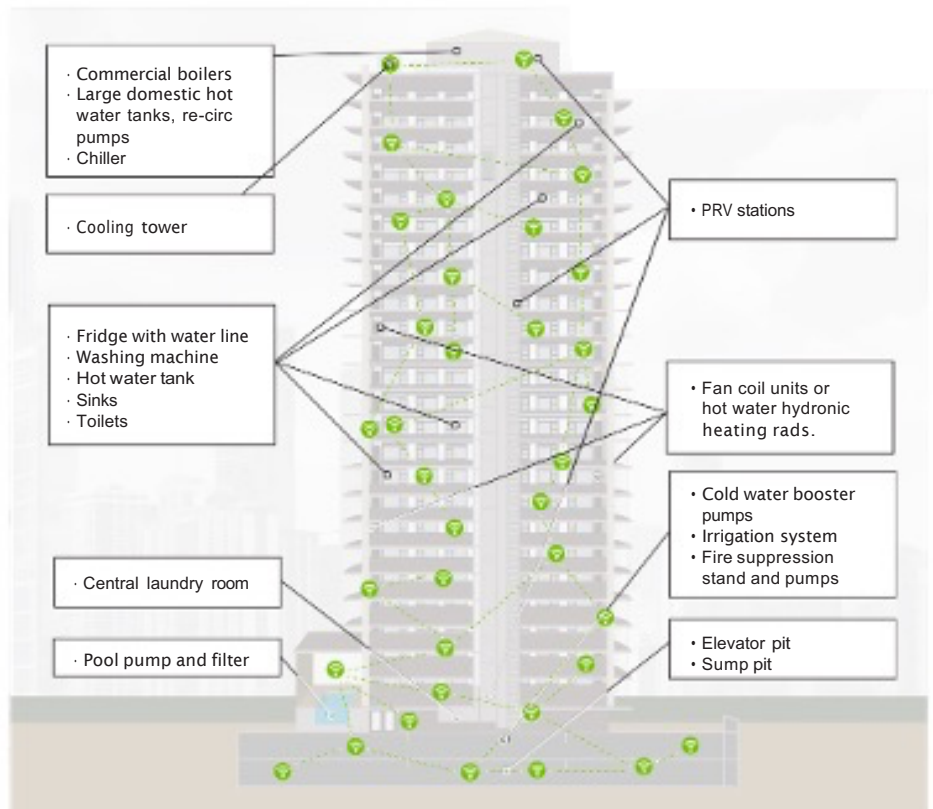 · Commercial boilers
· Large domestic hot
water tanks, re-circ
pumps
· Chiller
· Cooling tower
· Fridge with water line
· Washing machine
· Hot water tank
· Sinks
· Toilets
· Central laundry room
· Pool pump and filter
• PRV stations
• Fan coil units or
hot water hydronic
heating rads.
• Cold water booster
pumps
• Irrigation system
• Fire suppression
stand and pumps
• Elevator pit
• Sump pit